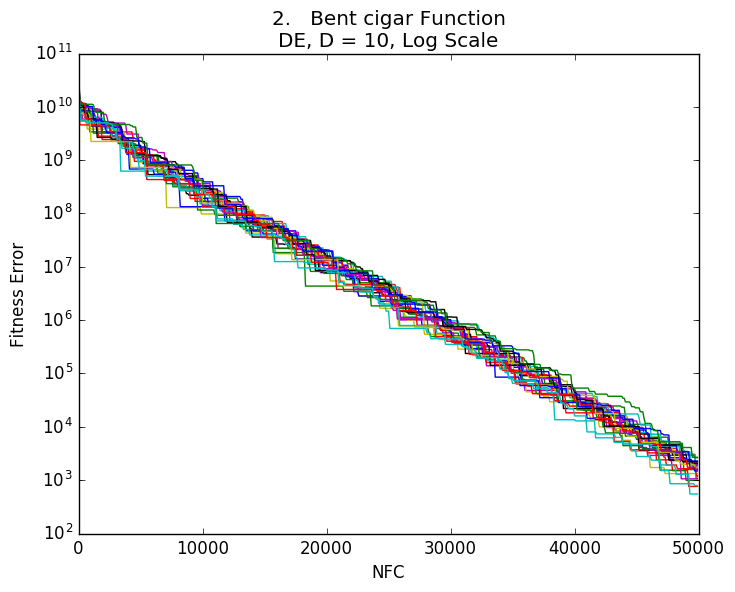 2.   Bent cigar Function
DE, D = 10, Log Scale
10^11
10^10
10^9
10^8
10^7
10^6
10^5
10^4
10^3
10^2
Fitness Error
0 10000 20000 30000 40000 50000
NFC